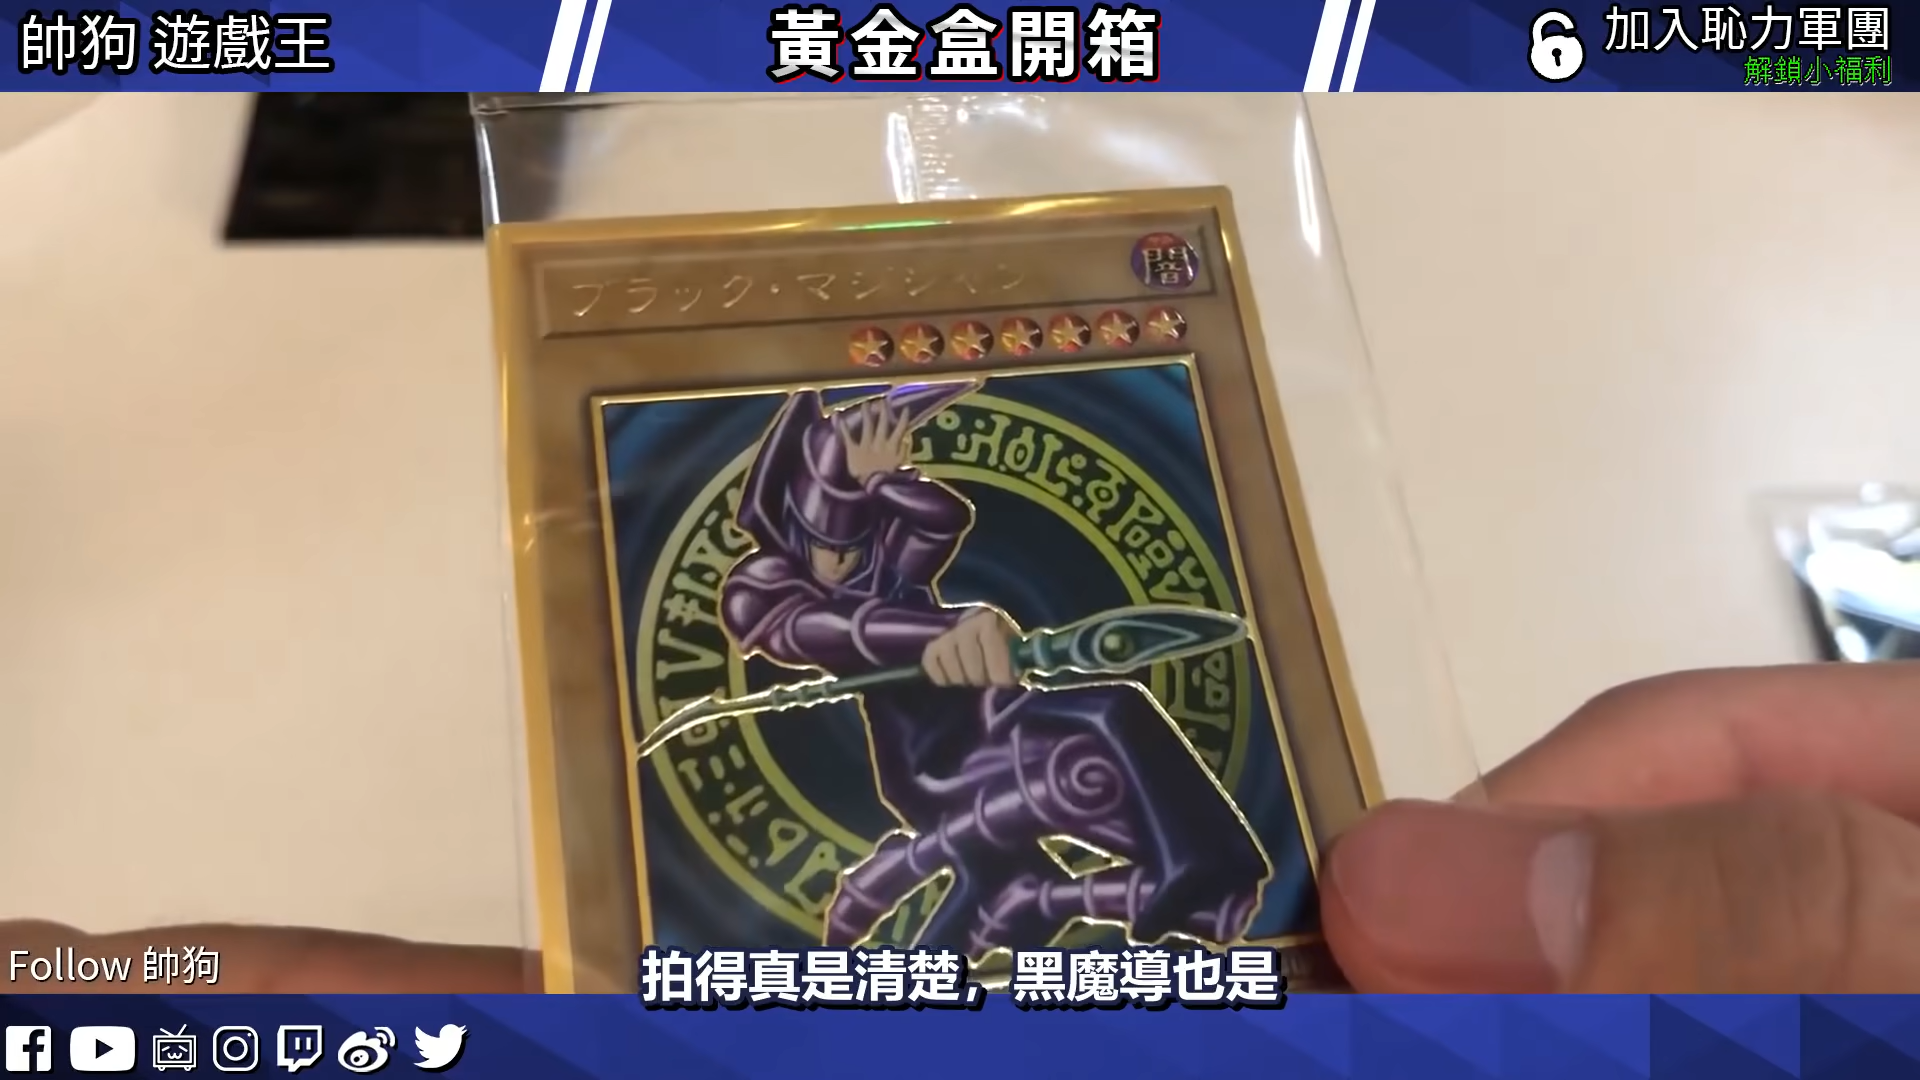 帥狗 遊戲王
黃金盒開箱
加入恥力軍團
解鎖小福利
ブラック・マジシャン
闇
Follow 帥狗
拍得真是清楚，黑魔導也是